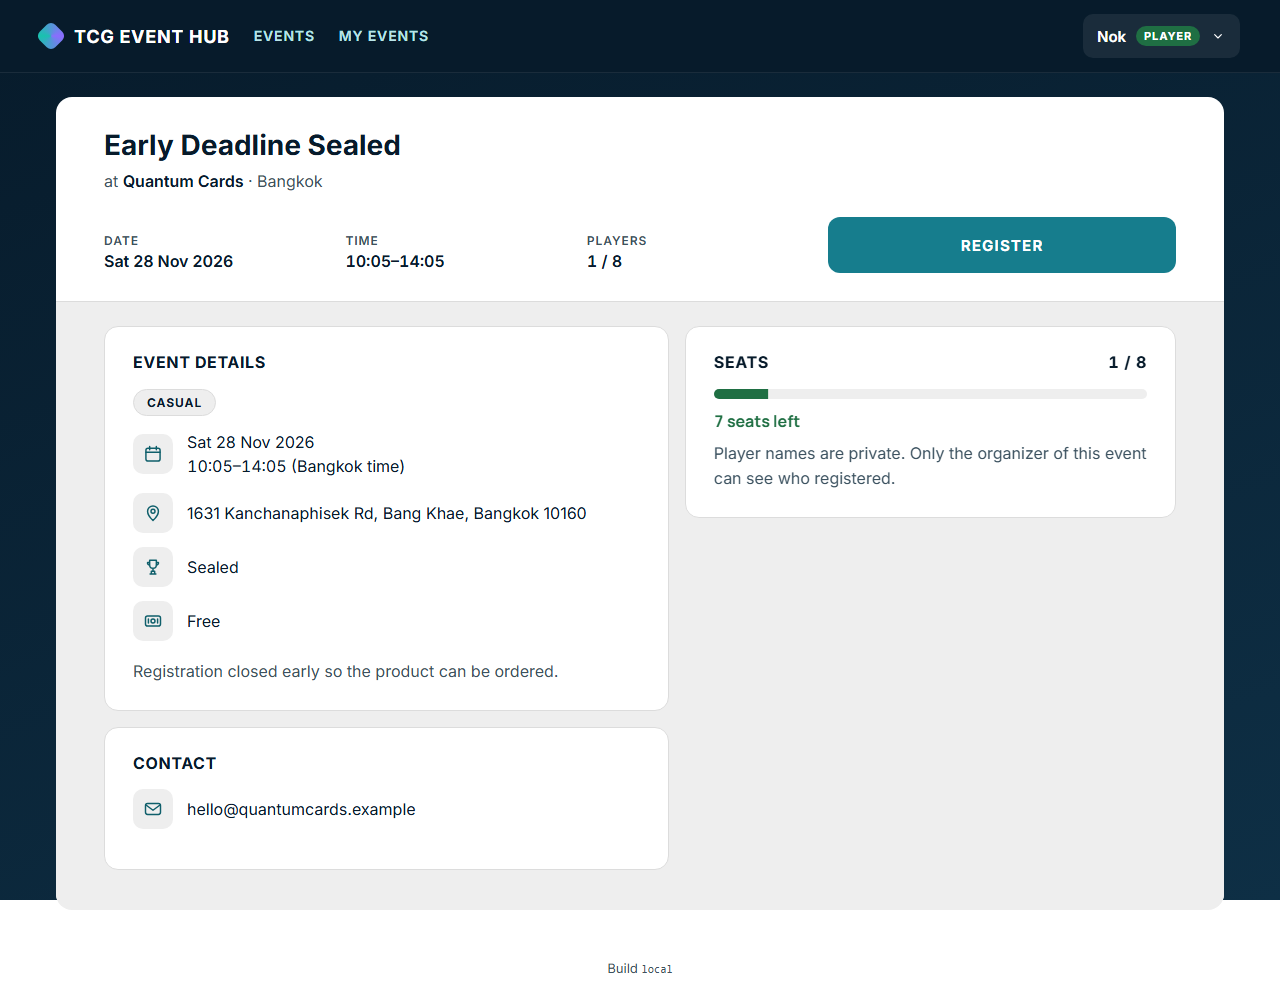 TCG EVENT HUB
EVENTS
MY EVENTS
Nok
PLAYER
Early Deadline Sealed
at Quantum Cards · Bangkok
DATE
Sat 28 Nov 2026
TIME
10:05–14:05
PLAYERS
1 / 8
REGISTER
EVENT DETAILS
CASUAL
Sat 28 Nov 2026
10:05–14:05 (Bangkok time)
1631 Kanchanaphisek Rd, Bang Khae, Bangkok 10160
Sealed
Free
Registration closed early so the product can be ordered.
CONTACT
hello@quantumcards.example
SEATS
1 / 8
7 seats left
Player names are private. Only the organizer of this event
can see who registered.
Build local